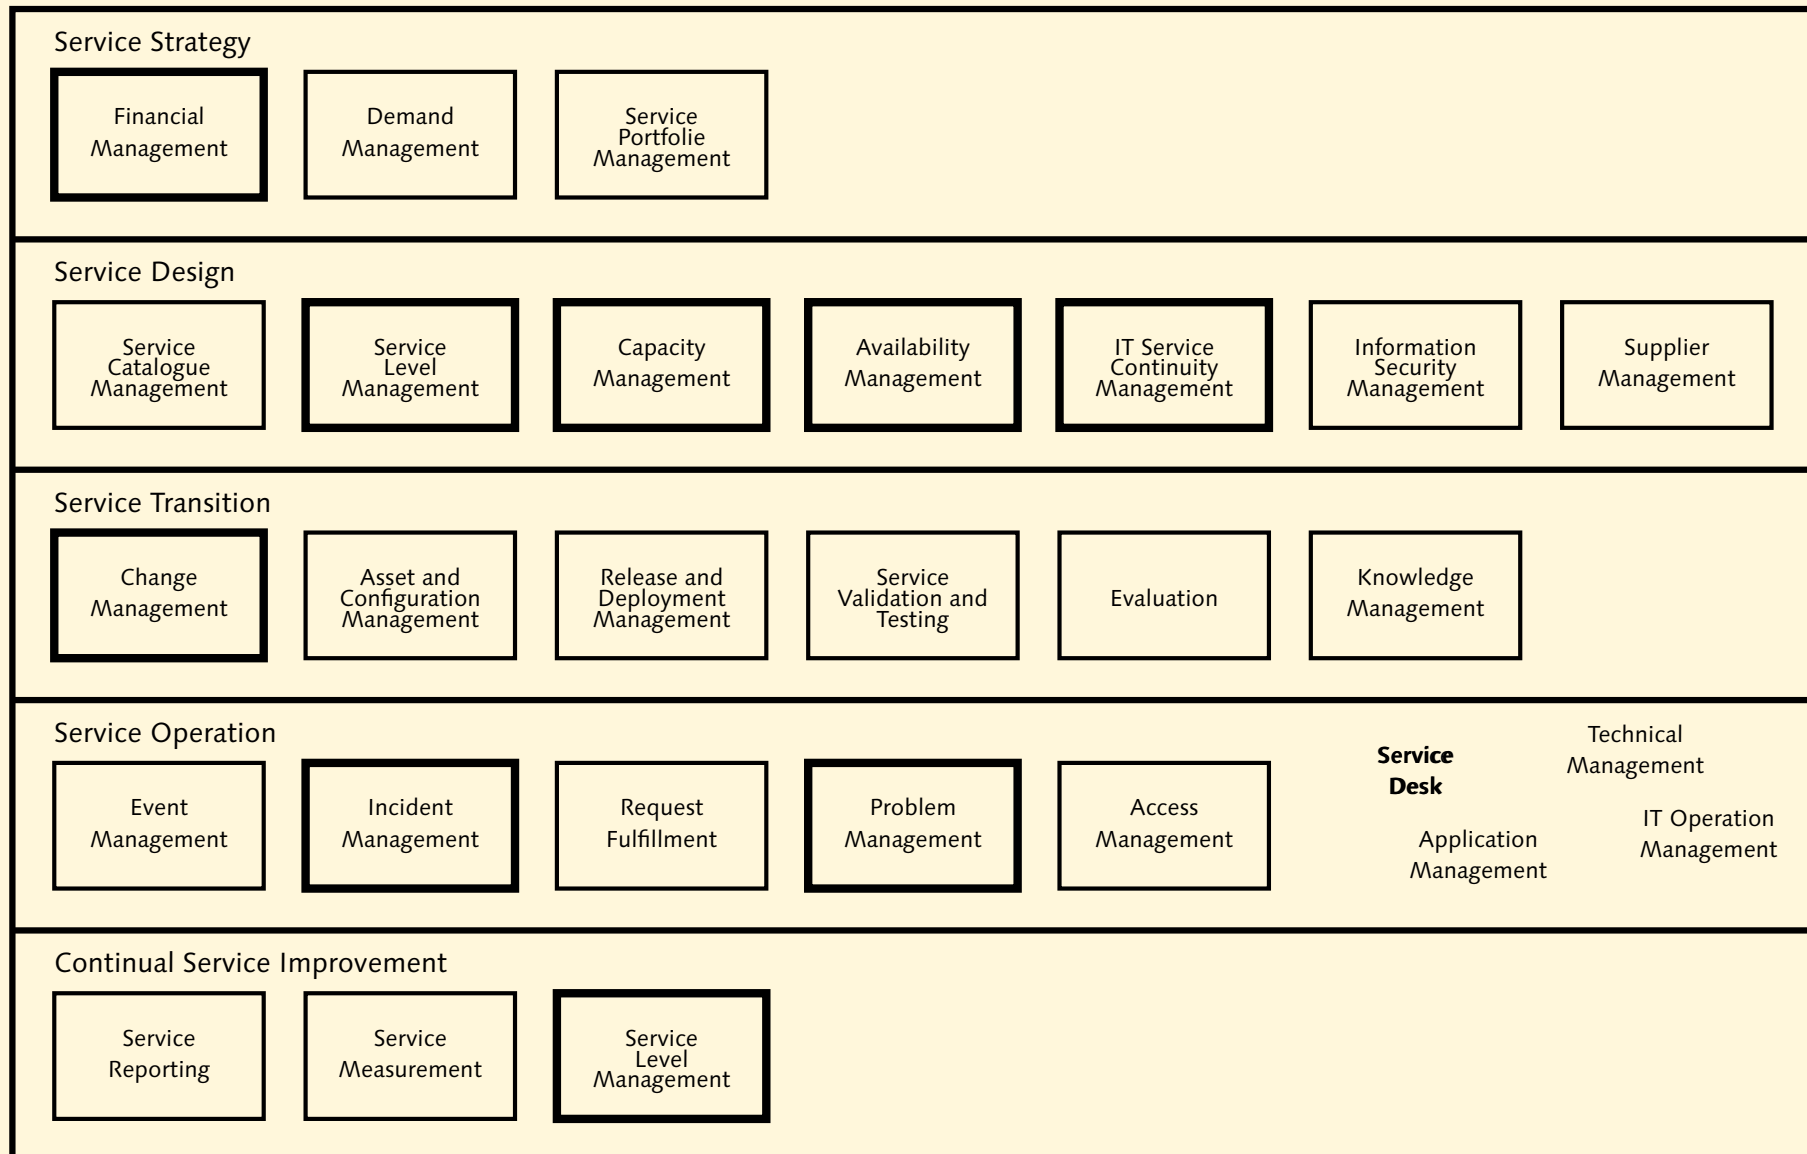 Service Strategy
Financial
Management
Demand
Management
Service
Portfolie
Management
Service Design
Service
Catalogue
Management
Service
Level
Management
Capacity
Management
Availability
Management
IT Service
Continuity
Management
Information
Security
Management
Supplier
Management
Service Transition
Change
Management
Asset and
Configuration
Management
Release and
Deployment
Management
Service
Validation and
Testing
Evaluation
Knowledge
Management
Service Operation
Event
Management
Incident
Management
Request
Fulfillment
Problem
Management
Access
Management
Service
Desk
Technical
Management
Application
Management
IT Operation
Management
Continual Service Improvement
Service
Reporting
Service
Measurement
Service
Level
Management